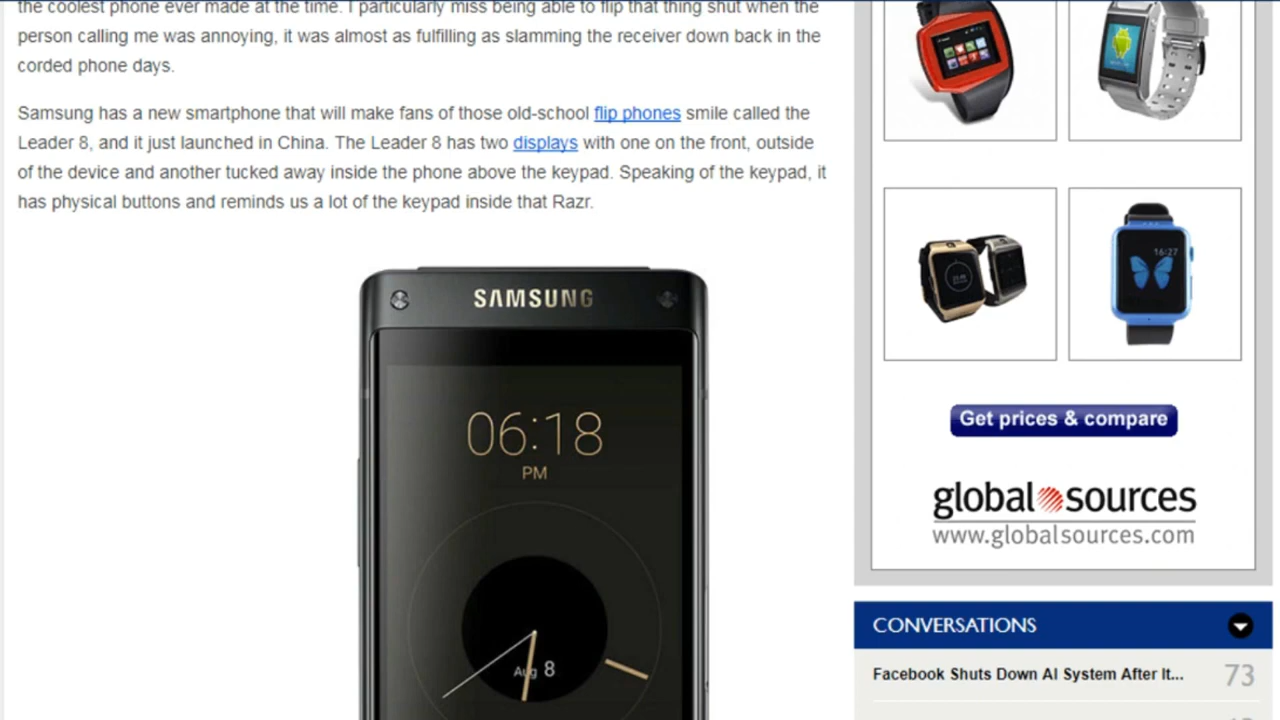 the coolest phone ever made at the time. I particularly miss being able to flip that thing shut when the
person calling me was annoying, it was almost as fulfilling as slamming the receiver down back in the
corded phone days.
Samsung has a new smartphone that will make fans of those old-school flip phones smile called the
Leader 8, and it just launched in China. The Leader 8 has two displays with one on the front, outside
of the device and another tucked away inside the phone above the keypad. Speaking of the keypad, it
has physical buttons and reminds us a lot of the keypad inside that Razr.
SAMSUNG
06:18
PM
Aug 8
16:27
Get prices & compare
global sources
www.globalsources.com
CONVERSATIONS
Facebook Shuts Down AI System After It... 73